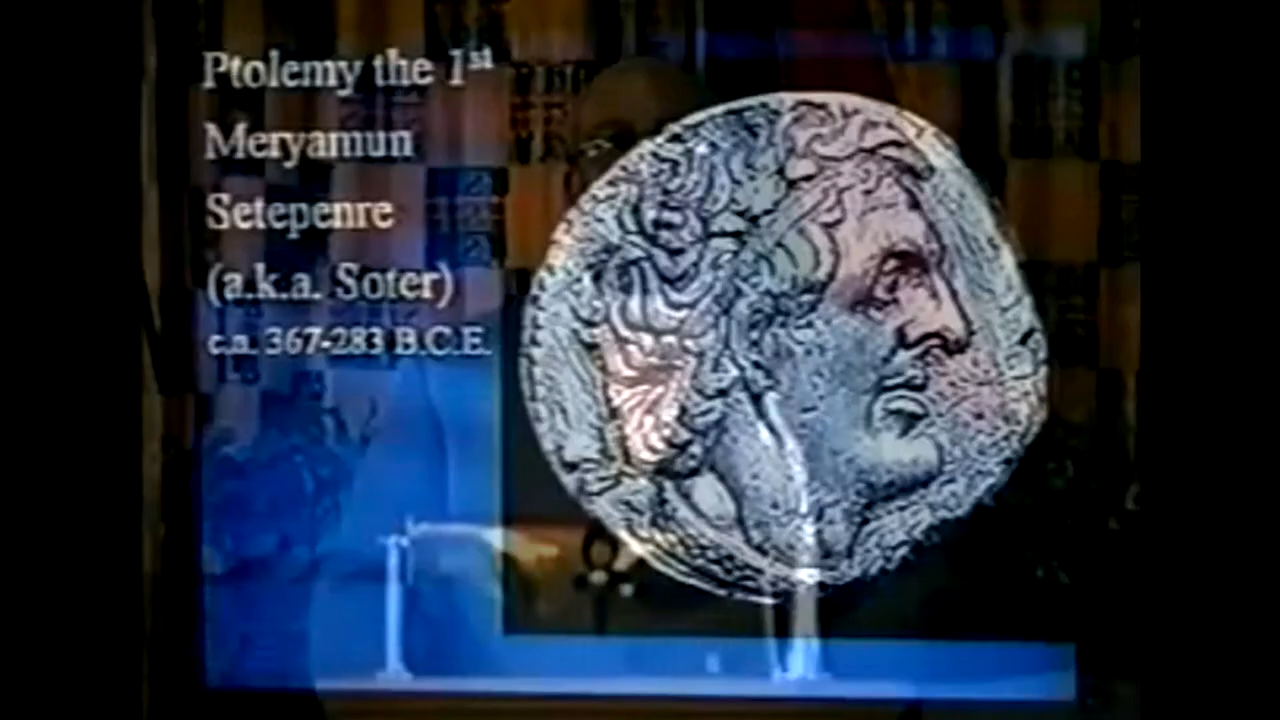 Ptolemy the 1st
Meryamun
Setepenre
(a.k.a. Soter)
c.a. 367-283 B.C.E.